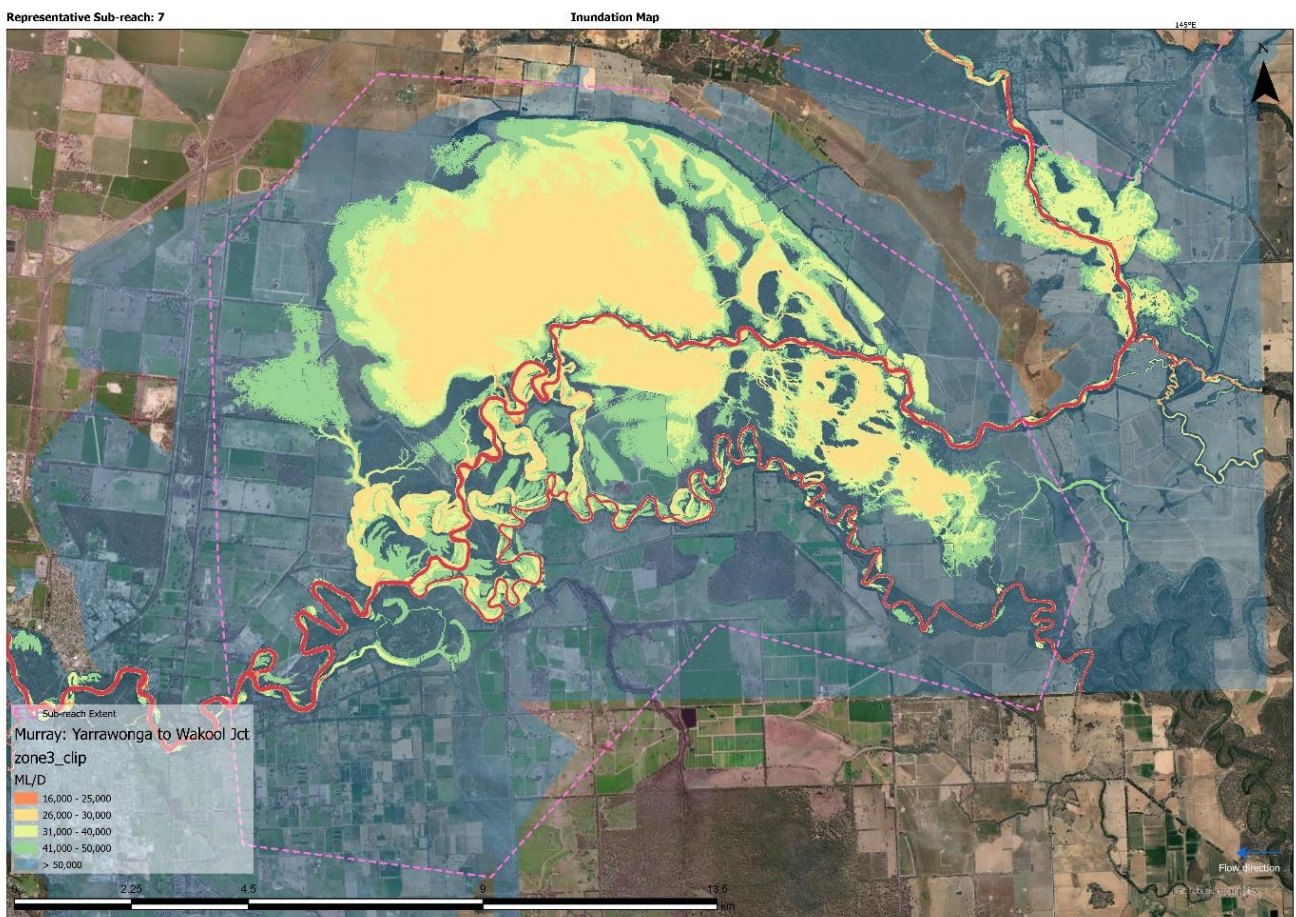 Representative Sub-reach: 7
Inundation Map
145°E
N
Sub-reach Extent
Murray: Yarrawonga to Wakool Jct
zone3_clip
ML/D
16,000 - 25,000
26,000 - 30,000
31,000 - 40,000
41,000 - 50,000
> 50,000
Flow direction
0 2.25 4.5 9 13.5
km